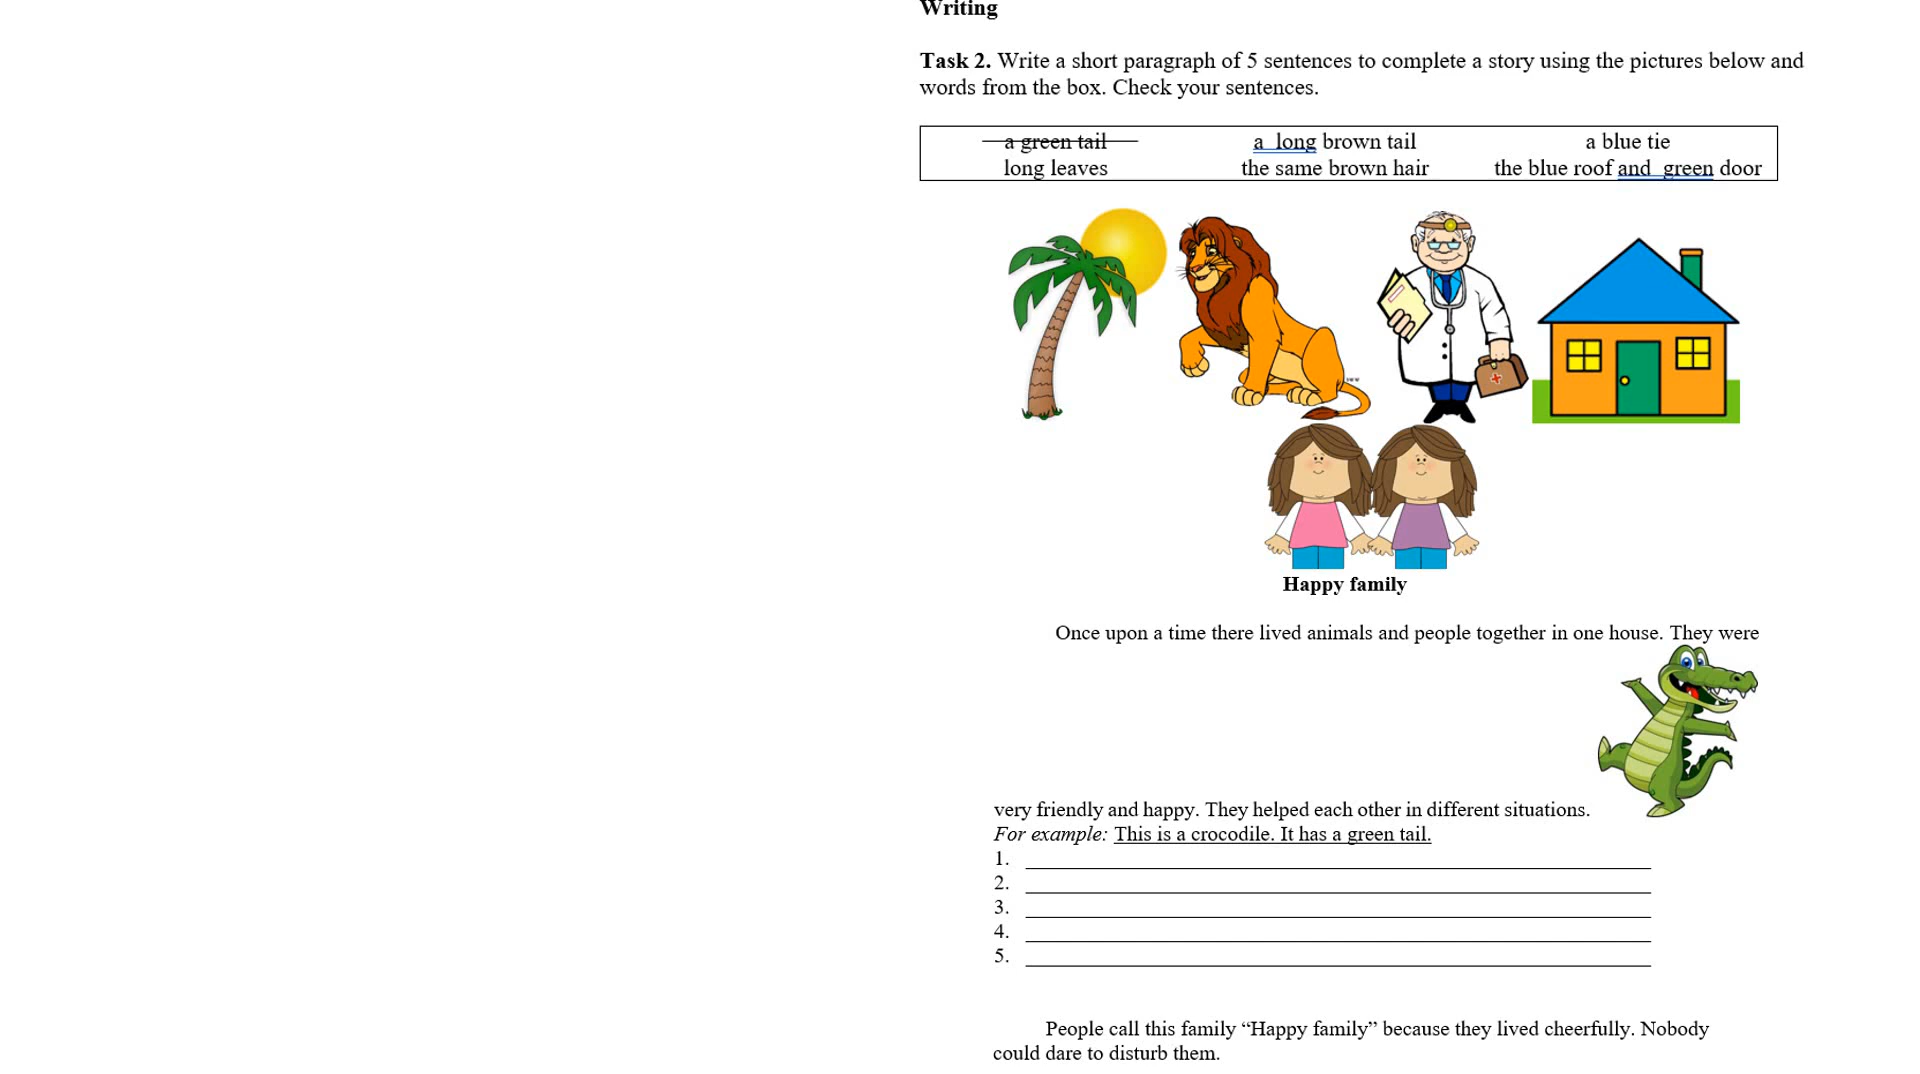 Writing
Task 2. Write a short paragraph of 5 sentences to complete a story using the pictures below and
words from the box. Check your sentences.
a green tail a long brown tail a blue tie
long leaves the same brown hair the blue roof and green door
Happy family
Once upon a time there lived animals and people together in one house. They were
very friendly and happy. They helped each other in different situations.
For example: This is a crocodile. It has a green tail.
1.
2.
3.
4.
5.
People call this family “Happy family” because they lived cheerfully. Nobody
could dare to disturb them.